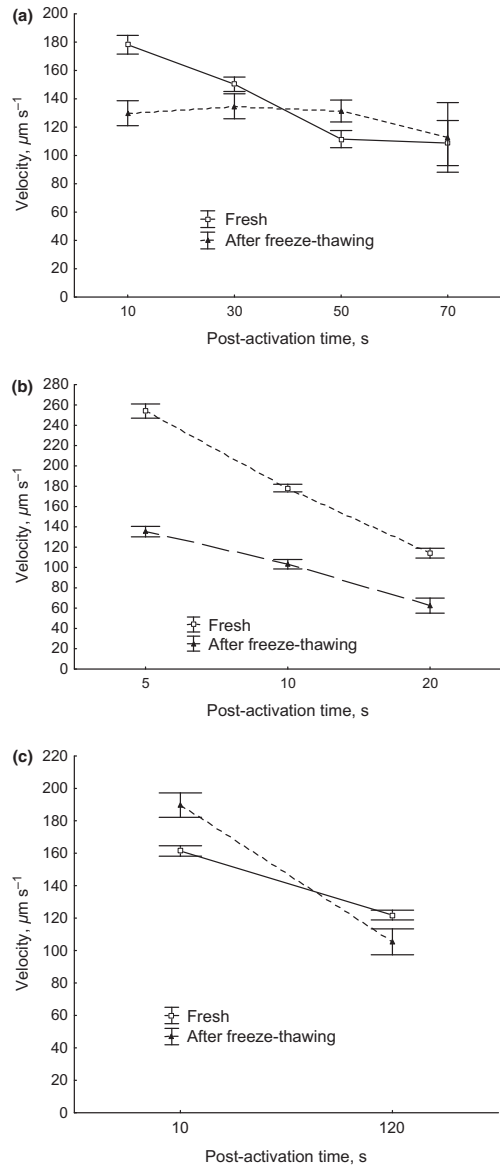 (a)
200
180
160
140
120
100
80
60
40
20
0
Velocity, μm s⁻¹
Fresh
After freeze-thawing
10 30 50 70
Post-activation time, s
(b)
280
260
240
220
200
180
160
140
120
100
80
60
40
20
0
Velocity, μm s⁻¹
Fresh
After freeze-thawing
5 10 20
Post-activation time, s
(c)
220
200
180
160
140
120
100
80
60
40
20
0
Velocity, μm s⁻¹
Fresh
After freeze-thawing
10 120
Post-activation time, s